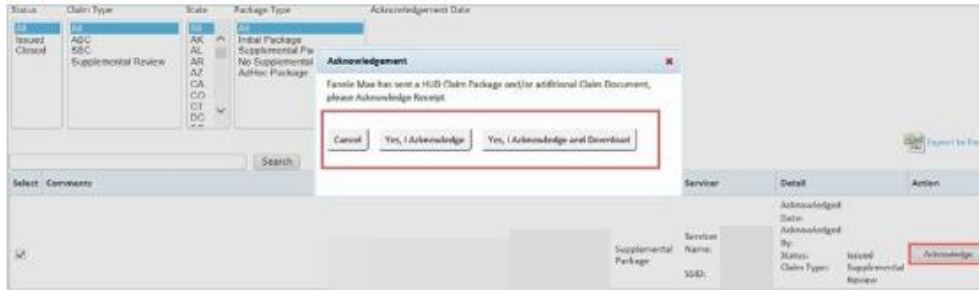 Status Claim Type State Package Type Acknowledgement Date
All All All All
Issued ABC AK Initial Package
Closed SBC AL Supplemental Pa
Supplemental Review AR No Supplemental
AZ AdHoc Package
CA
CO
CT
DC
Acknowledgement
Fannie Mae has sent a HUD Claim Package and/or additional Claim Document,
please Acknowledge Receipt
Cancel Yes, I Acknowledge Yes, I Acknowledge and Download
Export to Ex
Search
Select Comments Servicer Detail Action
Acknowledged
Date:
Acknowledged
By:
Supplemental Package
Servicer Name:
SSID:
Status: Issued
Claim Type: Supplemental Review
Acknowledge